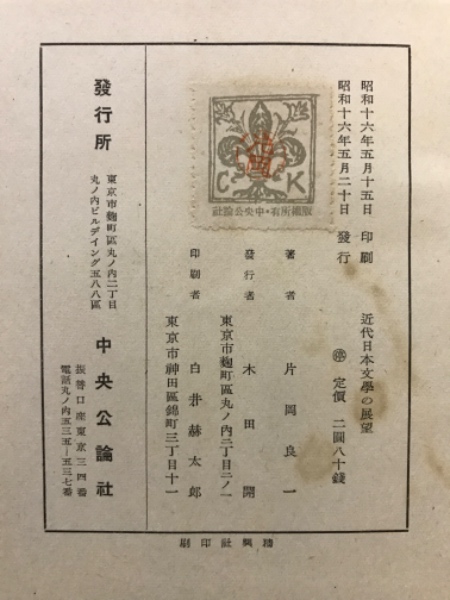 昭和十六年五月十五日 印刷
昭和十六年五月二十日 發行
近代日本文學の展望
定價 二圓八十錢
C K
版權所有・中央公論社
著者 片岡良一
東京市麴町區丸ノ内二丁目二ノ一
發行者 木田開
東京市神田區錦町三丁目十一
印刷者 白井赫太郎
發行所
東京市麴町區丸ノ内二丁目
丸ノ内ビルデイング五八八區
中央公論社
振替口座東京三四番
電話丸ノ内五三五―五三七番
精興社印刷